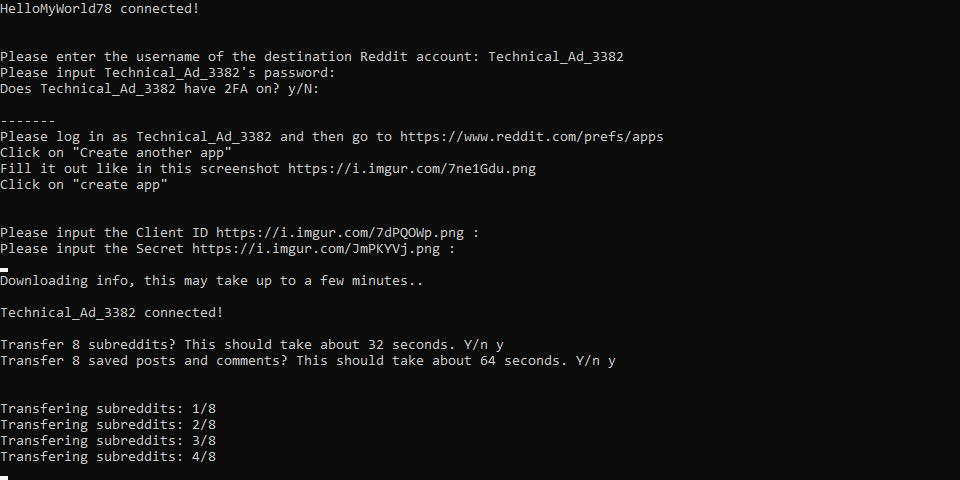 HelloMyWorld78 connected!
Please enter the username of the destination Reddit account: Technical_Ad_3382
Please input Technical_Ad_3382's password:
Does Technical_Ad_3382 have 2FA on? y/N:
-------
Please log in as Technical_Ad_3382 and then go to https://www.reddit.com/prefs/apps
Click on "Create another app"
Fill it out like in this screenshot https://i.imgur.com/7ne1Gdu.png
Click on "create app"
Please input the Client ID https://i.imgur.com/7dPQOWp.png :
Please input the Secret https://i.imgur.com/JmPKYVj.png :
Downloading info, this may take up to a few minutes..
Technical_Ad_3382 connected!
Transfer 8 subreddits? This should take about 32 seconds. Y/n y
Transfer 8 saved posts and comments? This should take about 64 seconds. Y/n y
Transfering subreddits: 1/8
Transfering subreddits: 2/8
Transfering subreddits: 3/8
Transfering subreddits: 4/8